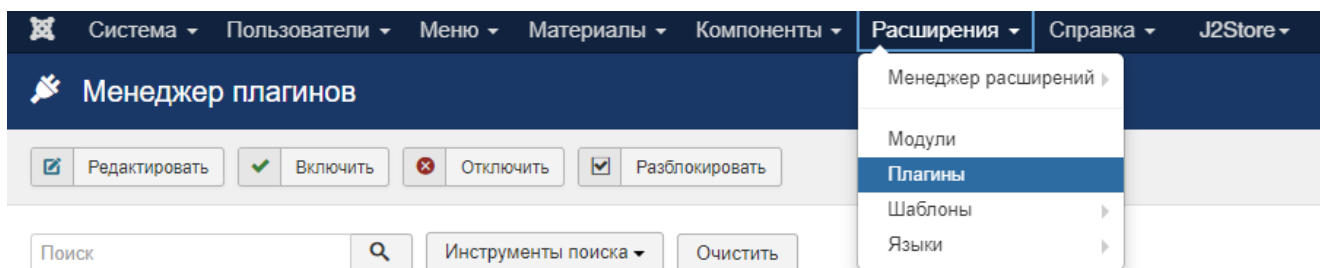 Система Пользователи Меню Материалы Компоненты Расширения Справка J2Store
Менеджер плагинов
Менеджер расширений
Модули
Плагины
Шаблоны
Языки
Редактировать Включить Отключить Разблокировать
Поиск Инструменты поиска Очистить